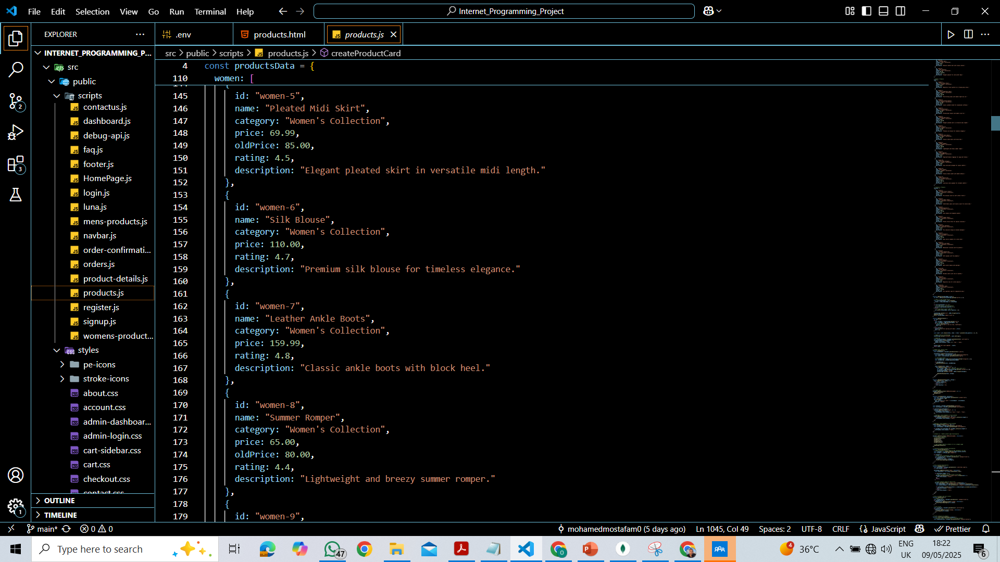 File Edit Selection View Go Run Terminal Help
Internet_Programming_Project
EXPLORER
.env
products.html
products.js
INTERNET_PROGRAMMING_P...
src > public > scripts > products.js > createProductCard
src
public
scripts
contactus.js
dashboard.js
debug-api.js
faq.js
footer.js
HomePage.js
login.js
luna.js
mens-products.js
navbar.js
order-confirmati...
orders.js
product-details.js
products.js
register.js
signup.js
womens-product...
styles
pe-icons
stroke-icons
about.css
account.css
admin-dashboar...
admin-login.css
cart-sidebar.css
cart.css
checkout.css
contact.css
OUTLINE
TIMELINE
2
3
1
4 const productsData = {
110 women: [
145 id: "women-5",
146 name: "Pleated Midi Skirt",
147 category: "Women's Collection",
148 price: 69.99,
149 oldPrice: 85.00,
150 rating: 4.5,
151 description: "Elegant pleated skirt in versatile midi length."
152 },
153 {
154 id: "women-6",
155 name: "Silk Blouse",
156 category: "Women's Collection",
157 price: 110.00,
158 rating: 4.7,
159 description: "Premium silk blouse for timeless elegance."
160 },
161 {
162 id: "women-7",
163 name: "Leather Ankle Boots",
164 category: "Women's Collection",
165 price: 159.99,
166 rating: 4.8,
167 description: "Classic ankle boots with block heel."
168 },
169 {
170 id: "women-8",
171 name: "Summer Romper",
172 category: "Women's Collection",
173 price: 65.00,
174 oldPrice: 80.00,
175 rating: 4.4,
176 description: "Lightweight and breezy summer romper."
177 },
178 {
179 id: "women-9",
main* 0 0
mohamedmostafam0 (5 days ago) Ln 1045, Col 49 Spaces: 2 UTF-8 CRLF {} JavaScript Prettier
Type here to search
47
4 36°C
ENG
UK
18:22
09/05/2025
6